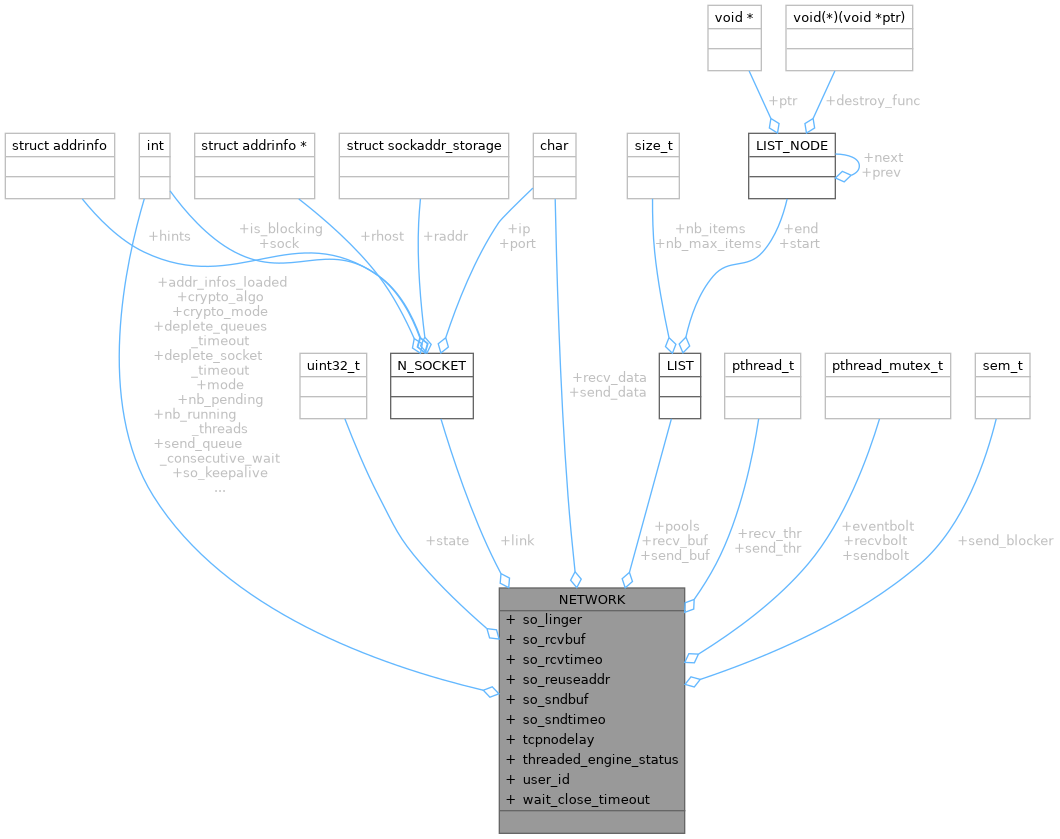 void *
void(*)(void *ptr)
+ptr
+destroy_func
struct addrinfo
int
struct addrinfo *
struct sockaddr_storage
char
size_t
LIST_NODE
+next
+prev
+hints
+is_blocking
+sock
+rhost
+raddr
+ip
+port
+nb_items
+nb_max_items
+end
+start
+addr_infos_loaded
+crypto_algo
+crypto_mode
+deplete_queues
_timeout
+deplete_socket
_timeout
+mode
+nb_pending
+nb_running
_threads
+send_queue
_consecutive_wait
+so_keepalive
...
uint32_t
N_SOCKET
+recv_data
+send_data
LIST
pthread_t
pthread_mutex_t
sem_t
+state
+link
+pools
+recv_buf
+send_buf
+recv_thr
+send_thr
+eventbolt
+recvbolt
+sendbolt
+send_blocker
NETWORK
+ so_linger
+ so_rcvbuf
+ so_rcvtimeo
+ so_reuseaddr
+ so_sndbuf
+ so_sndtimeo
+ tcpnodelay
+ threaded_engine_status
+ user_id
+ wait_close_timeout